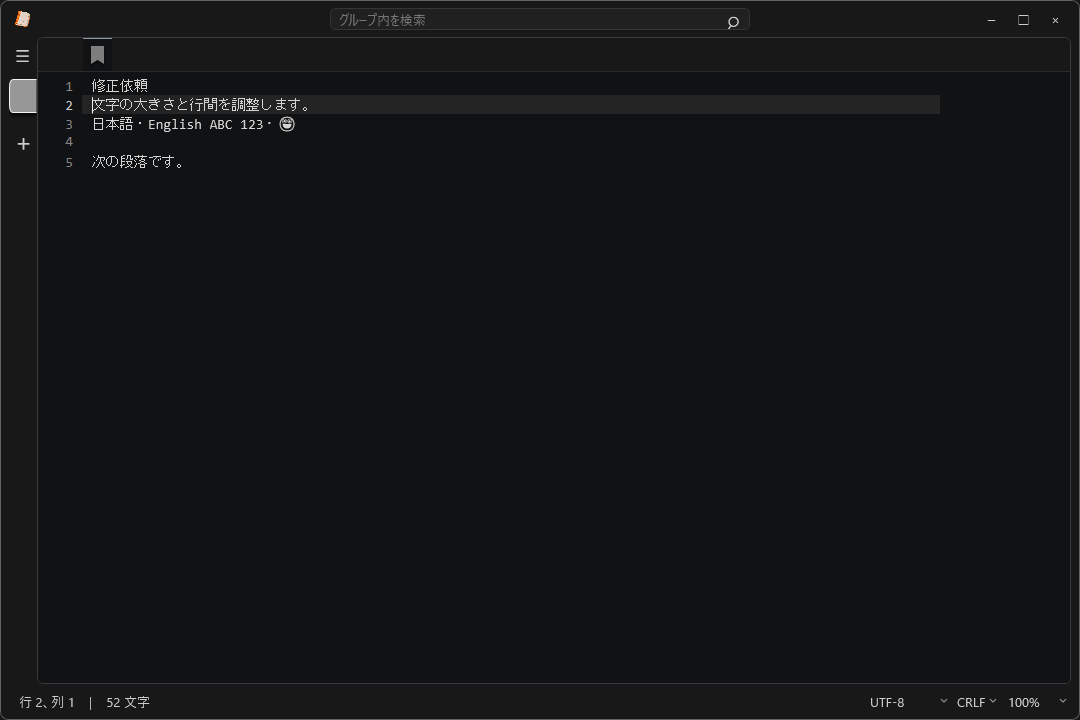 グループ内を検索
1 修正依頼
2 文字の大きさと行間を調整します。
3 日本語・English ABC 123・😀
4
5 次の段落です。
行 2、列 1 | 52 文字
UTF-8 CRLF 100%